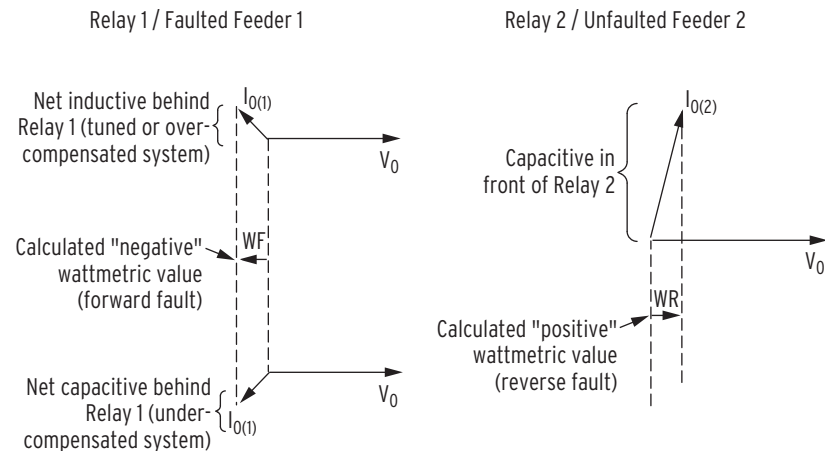 Relay 1 / Faulted Feeder 1
Net inductive behind
Relay 1 (tuned or over-
compensated system)
I0(1)
V0
Calculated "negative"
wattmetric value
(forward fault)
WF
Net capacitive behind
Relay 1 (under-
compensated system)
I0(1)
V0
Relay 2 / Unfaulted Feeder 2
I0(2)
Capacitive in
front of Relay 2
V0
WR
Calculated "positive"
wattmetric value
(reverse fault)